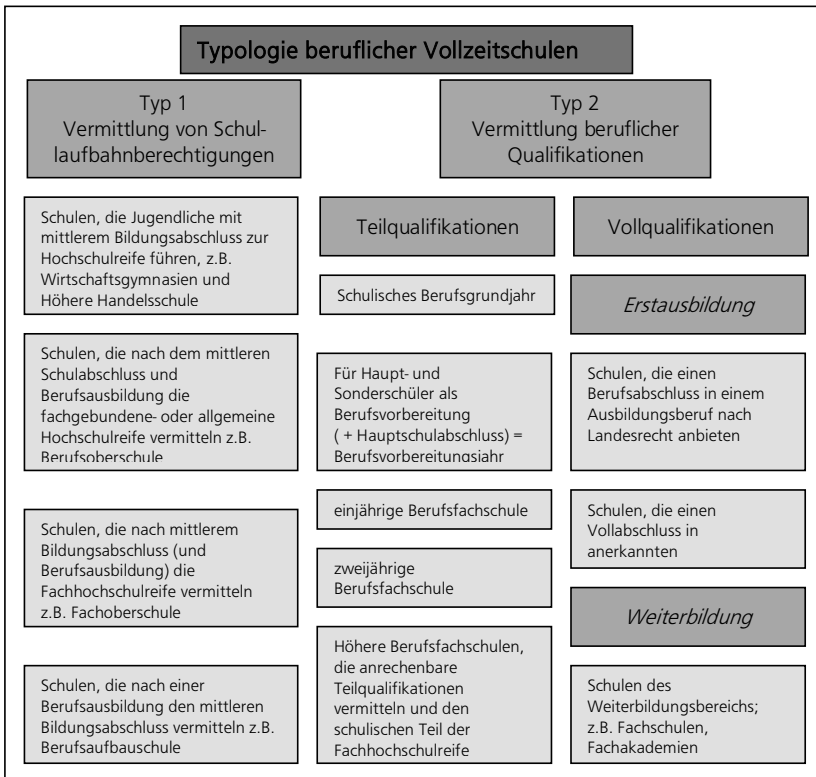 Typologie beruflicher Vollzeitschulen
Typ 1
Vermittlung von Schul-
laufbahnberechtigungen
Schulen, die Jugendliche mit
mittlerem Bildungsabschluss zur
Hochschulreife führen, z.B.
Wirtschaftsgymnasien und
Höhere Handelsschule
Schulen, die nach dem mittleren
Schulabschluss und
Berufsausbildung die
fachgebundene- oder allgemeine
Hochschulreife vermitteln z.B.
Berufsoberschule
Schulen, die nach mittlerem
Bildungsabschluss (und
Berufsausbildung) die
Fachhochschulreife vermitteln
z.B. Fachoberschule
Schulen, die nach einer
Berufsausbildung den mittleren
Bildungsabschluss vermitteln z.B.
Berufsaufbauschule
Typ 2
Vermittlung beruflicher
Qualifikationen
Teilqualifikationen
Schulisches Berufsgrundjahr
Für Haupt- und
Sonderschüler als
Berufsvorbereitung
( + Hauptschulabschluss) =
Berufsvorbereitungsjahr
einjährige Berufsfachschule
zweijährige
Berufsfachschule
Höhere Berufsfachschulen,
die anrechenbare
Teilqualifikationen
vermitteln und den
schulischen Teil der
Fachhochschulreife
Vollqualifikationen
Erstausbildung
Schulen, die einen
Berufsabschluss in einem
Ausbildungsberuf nach
Landesrecht anbieten
Schulen, die einen
Vollabschluss in
anerkannten
Weiterbildung
Schulen des
Weiterbildungsbereichs;
z.B. Fachschulen,
Fachakademien